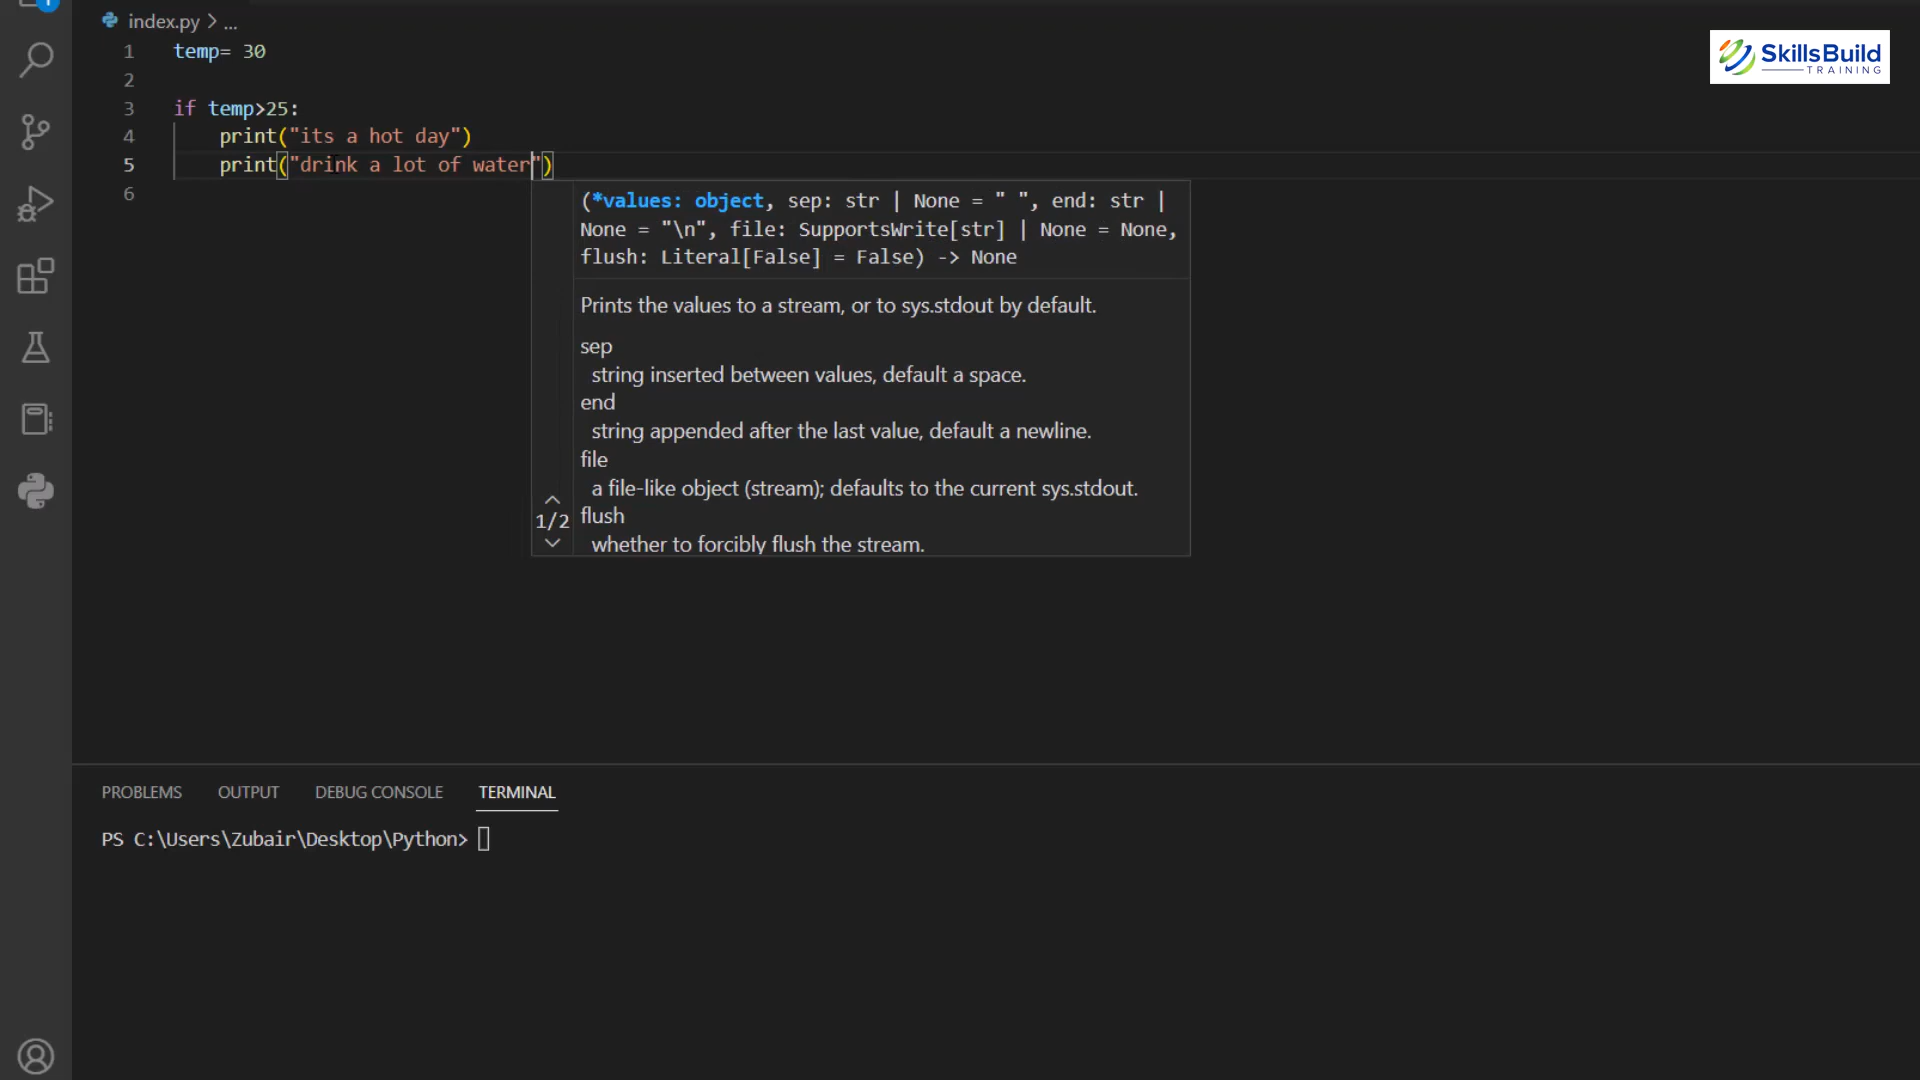 index.py > ...
1 temp= 30
2
3 if temp>25:
4     print("its a hot day")
5     print("drink a lot of water")
6
(*values: object, sep: str | None = " ", end: str |
None = "\n", file: SupportsWrite[str] | None = None,
flush: Literal[False] = False) -> None
Prints the values to a stream, or to sys.stdout by default.
sep
string inserted between values, default a space.
end
string appended after the last value, default a newline.
file
a file-like object (stream); defaults to the current sys.stdout.
flush
whether to forcibly flush the stream.
1/2
SkillsBuild
TRAINING
PROBLEMS OUTPUT DEBUG CONSOLE TERMINAL
PS C:\Users\Zubair\Desktop\Python>